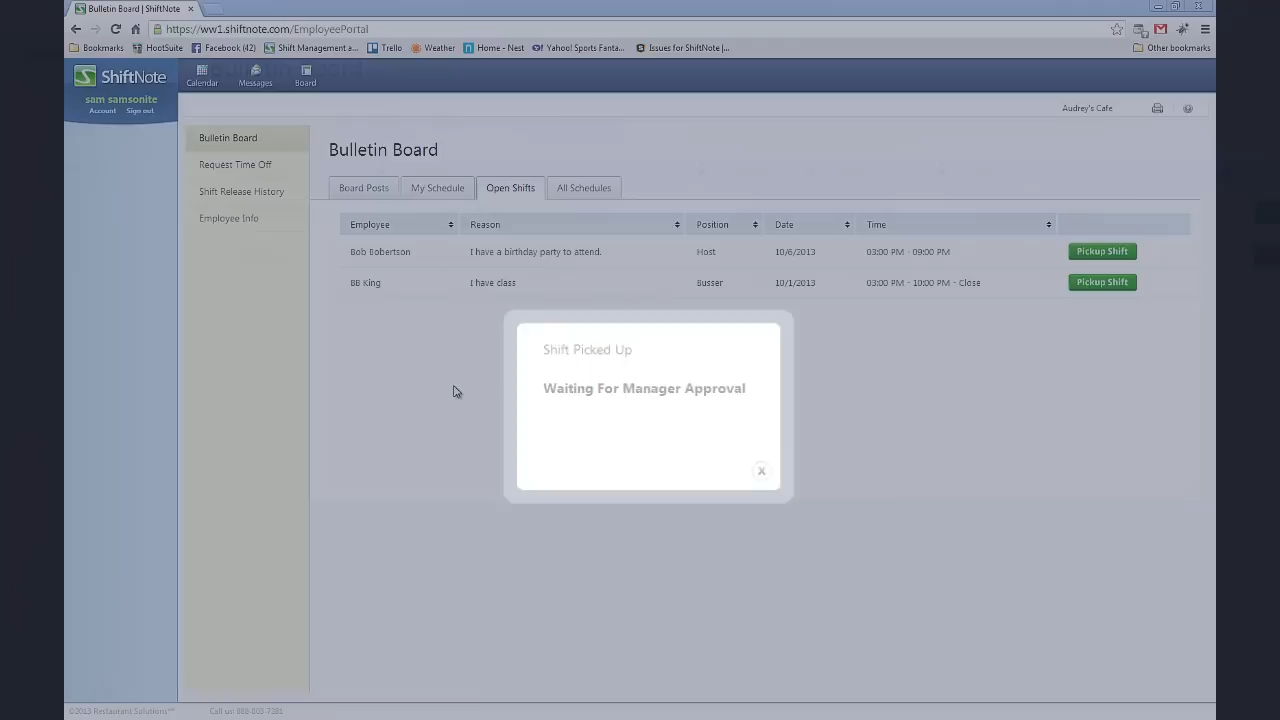 Bulletin Board | ShiftNote
https://ww1.shiftnote.com/EmployeePortal
Bookmarks HootSuite Facebook (42) Shift Management a... Trello Weather Home - Nest Yahoo! Sports Fanta... Issues for ShiftNote |... Other bookmarks
ShiftNote
Calendar Messages Board
sam samsonite
Account Sign out
Audrey's Cafe
Bulletin Board
Request Time Off
Shift Release History
Employee Info
Bulletin Board
Board Posts My Schedule Open Shifts All Schedules
Employee Reason Position Date Time
Bob Bobertson I have a birthday party to attend. Host 10/6/2013 03:00 PM - 09:00 PM Pickup Shift
BB King I have class Busser 10/1/2013 03:00 PM - 10:00 PM - Close Pickup Shift
Shift Picked Up
Waiting For Manager Approval
X
©2013 Restaurant Solutions Call us: 888-803-7381